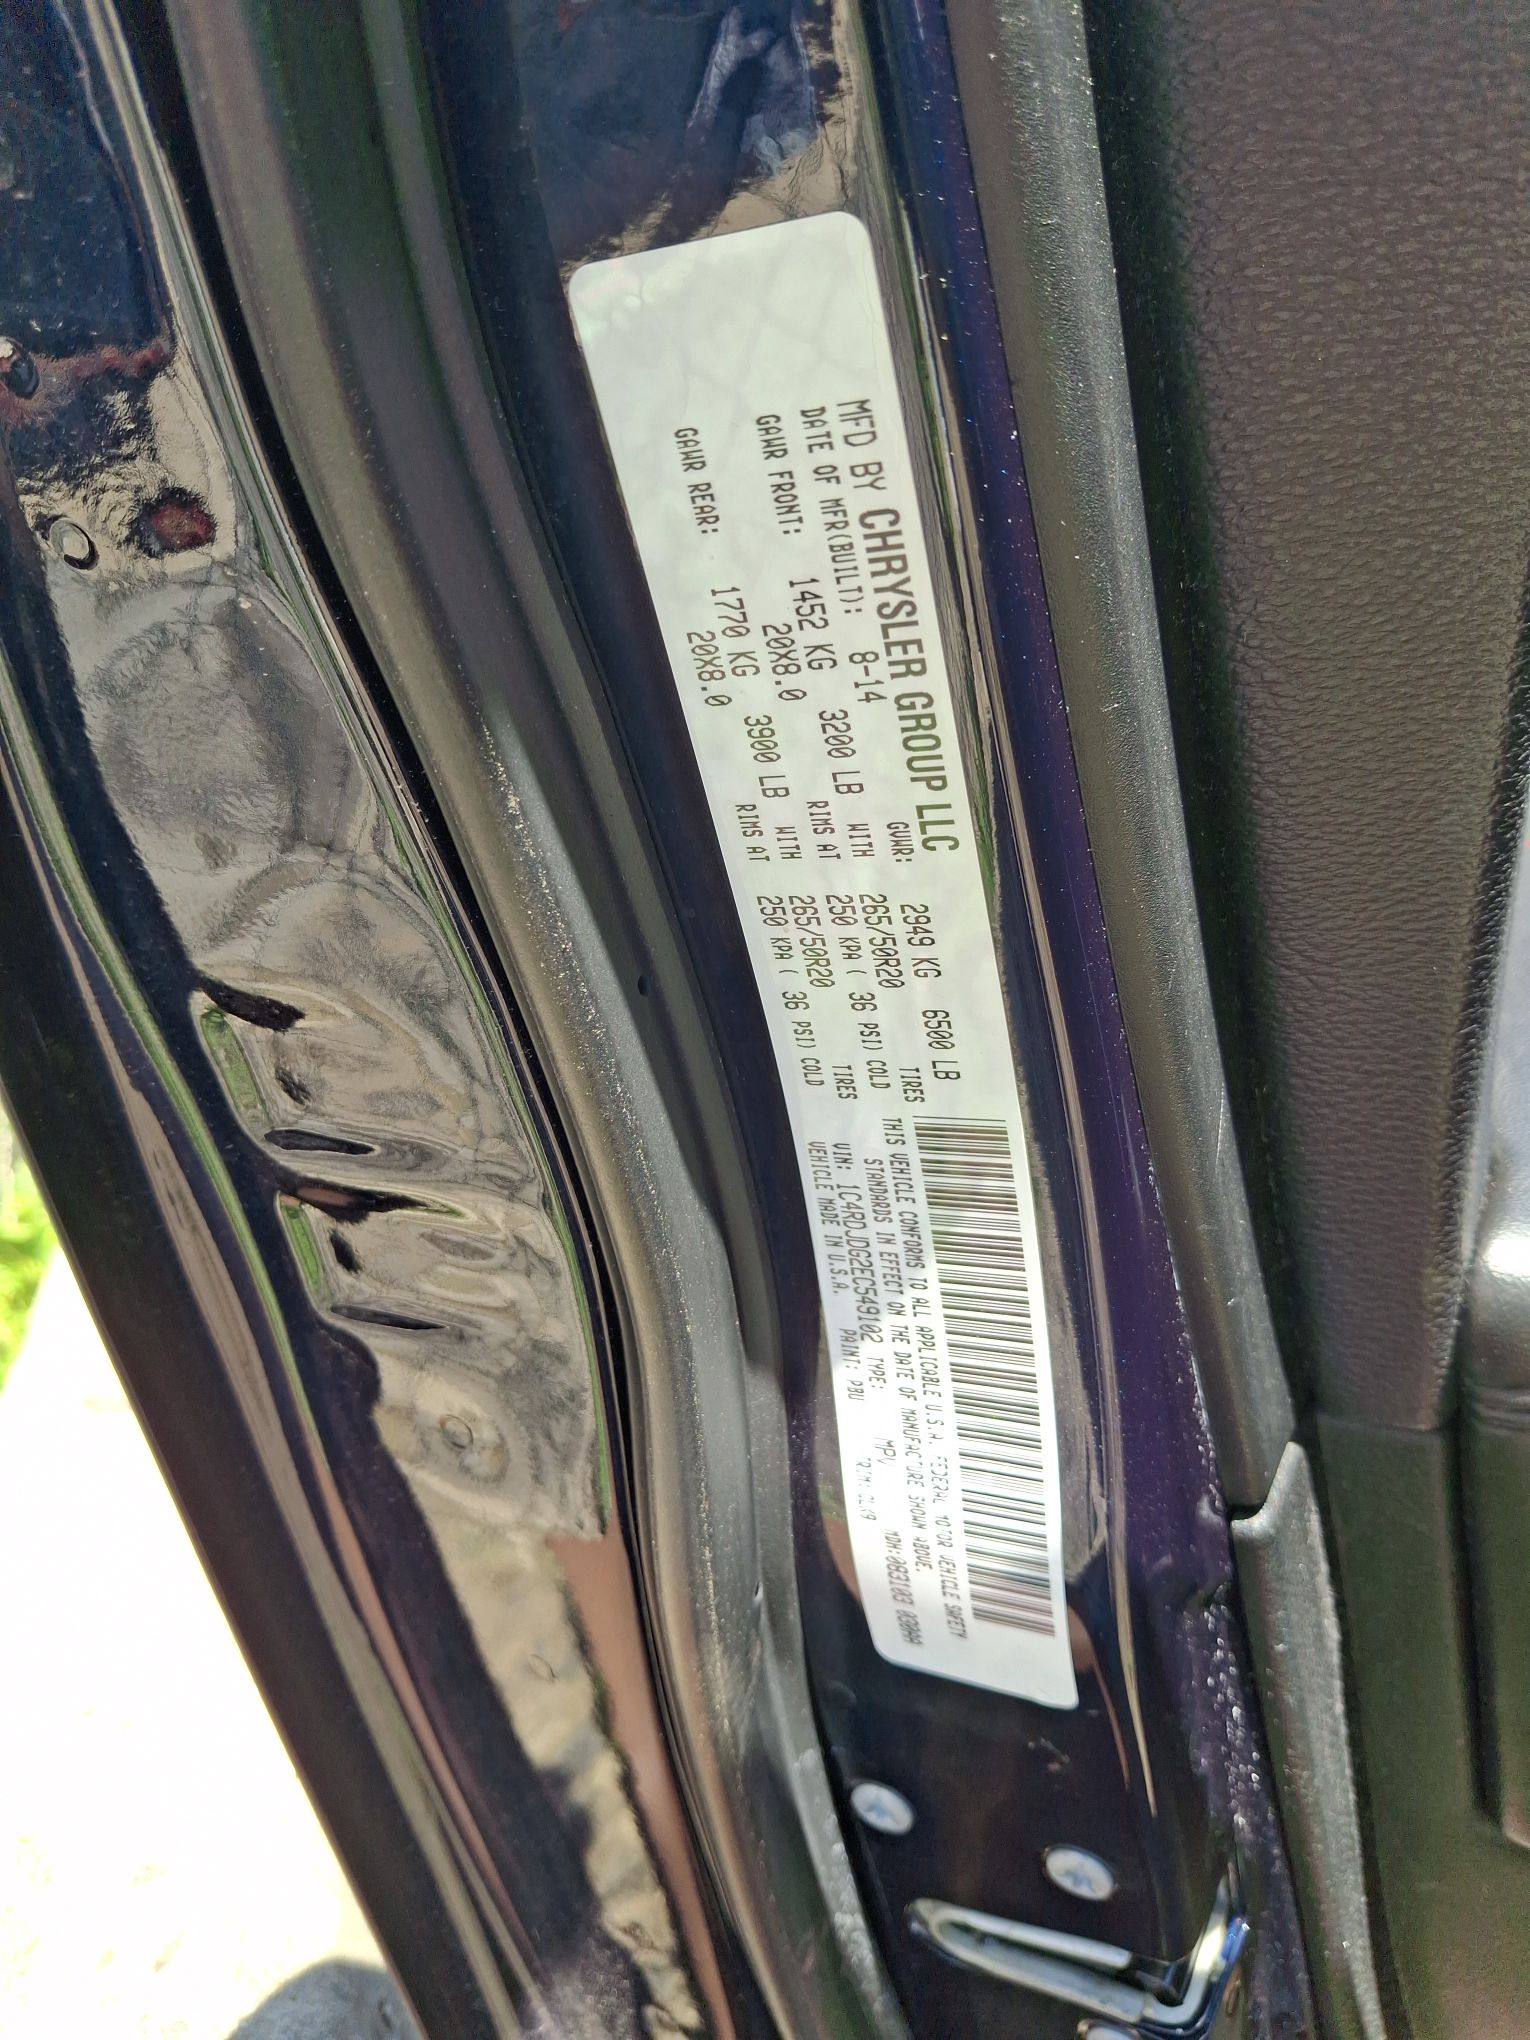 MFD BY CHRYSLER GROUP LLC
DATE OF MFR(BUILT): 8-14 GVWR: 2949 KG 6500 LB
GAWR FRONT: 1452 KG 3200 LB WITH 265/50R20 TIRES
20X8.0 RIMS AT 250 KPA ( 36 PSI) COLD
GAWR REAR: 1770 KG 3900 LB WITH 265/50R20 TIRES
20X8.0 RIMS AT 250 KPA ( 36 PSI) COLD
THIS VEHICLE CONFORMS TO ALL APPLICABLE U.S.A. FEDERAL MOTOR VEHICLE SAFETY
STANDARDS IN EFFECT ON THE DATE OF MANUFACTURE SHOWN ABOVE.
VIN: 1C4RDJDG2EC549102 TYPE: MPV MDH:
VEHICLE MADE IN U.S.A. PAINT: PBU TRIM: